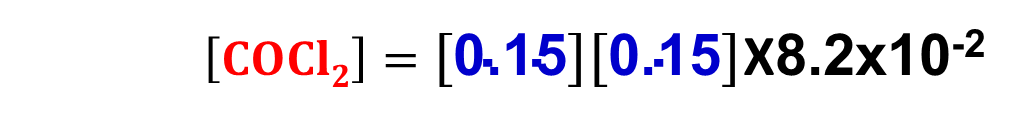 [COCl₂] = [0.15][0.15]X8.2x10⁻²